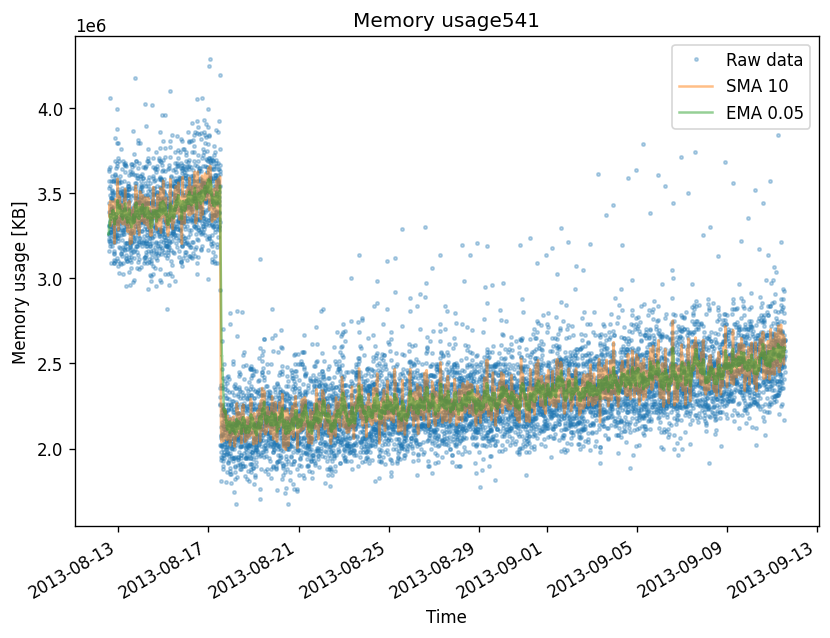 Memory usage541
1e6
Raw data
SMA 10
EMA 0.05
4.0
3.5
3.0
2.5
2.0
Memory usage [KB]
2013-08-13
2013-08-17
2013-08-21
2013-08-25
2013-08-29
2013-09-01
2013-09-05
2013-09-09
2013-09-13
Time